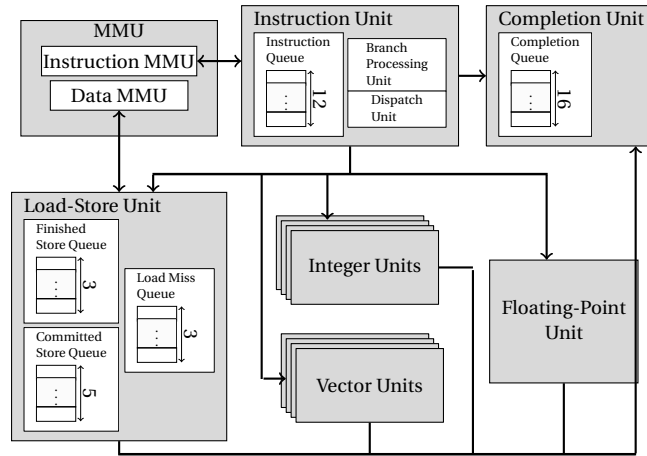 MMU
Instruction MMU
Data MMU
Instruction Unit
Instruction
Queue
12
Branch
Processing
Unit
Dispatch
Unit
Completion Unit
Completion
Queue
16
Load-Store Unit
Finished
Store Queue
3
Load Miss
Queue
3
Committed
Store Queue
5
Integer Units
Vector Units
Floating-Point
Unit